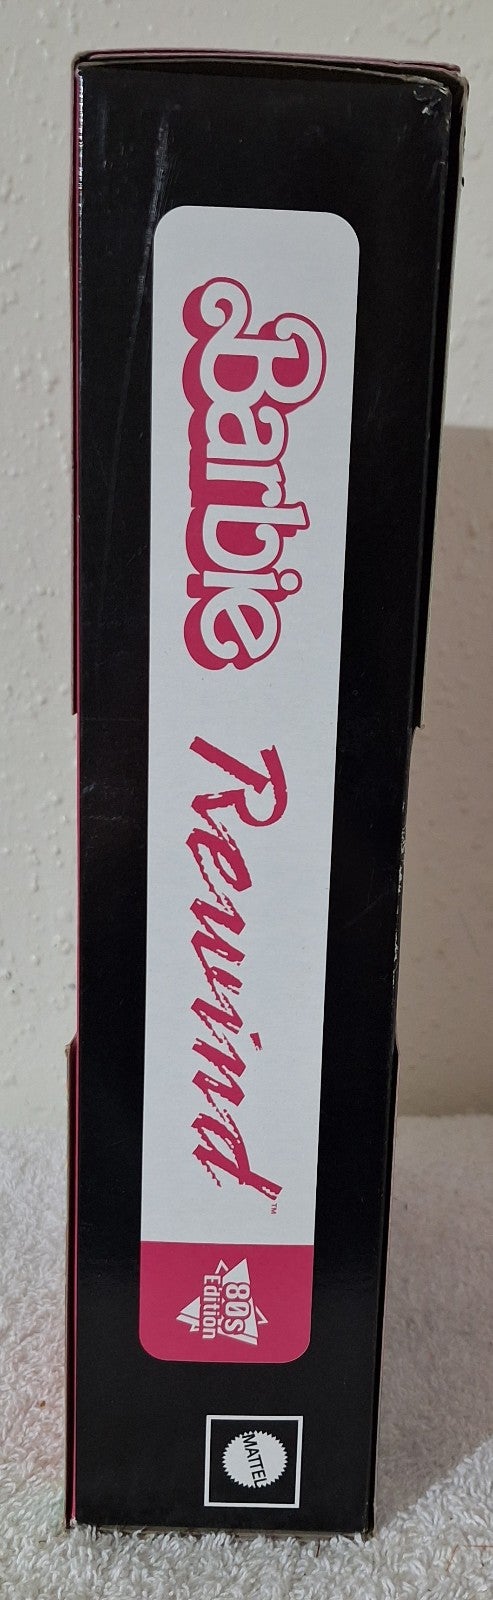 Barbie
Rewind™
80s
Edition
MATTEL